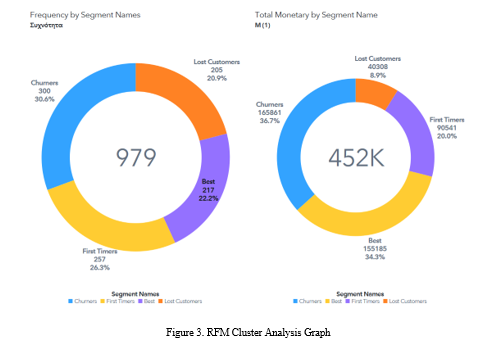 Frequency by Segment Names
Συχνότητα
Lost Customers
205
20.9%
Churners
300
30.6%
979
Best
217
22.2%
First Timers
257
26.3%
Segment Names
Churners First Timers Best Lost Customers
Total Monetary by Segment Name
M (1)
Lost Customers
40308
8.9%
Churners
165861
36.7%
First Timers
90541
20.0%
452K
Best
155185
34.3%
Segment Names
Churners Best First Timers Lost Customers
Figure 3. RFM Cluster Analysis Graph